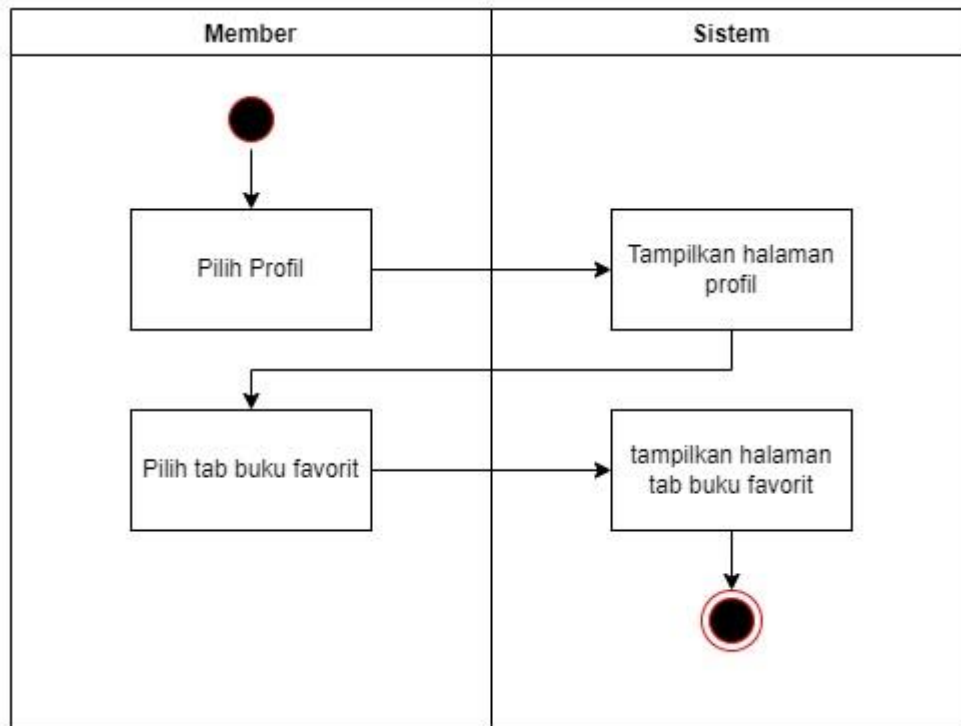 Member
Sistem
Pilih Profil
Tampilkan halaman
profil
Pilih tab buku favorit
tampilkan halaman
tab buku favorit